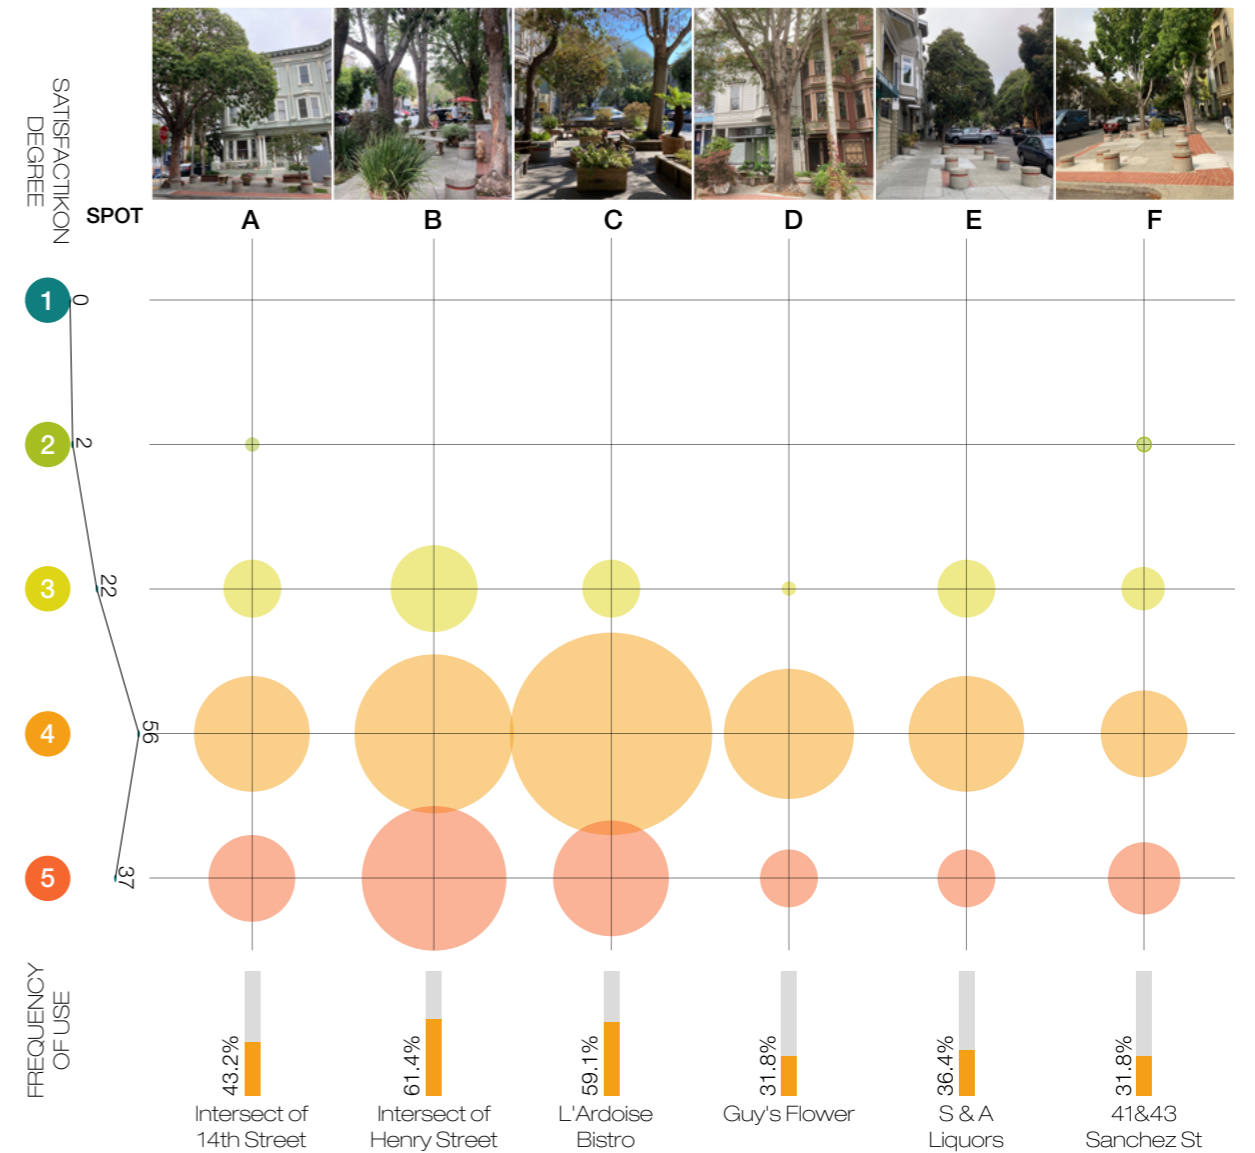 SATISFACTIKON
DEGREE
SPOT
A
B
C
D
E
F
1
0
2
2
3
22
4
56
5
37
FREQUENCY
OF USE
43.2%
61.4%
59.1%
31.8%
36.4%
31.8%
Intersect of
14th Street
Intersect of
Henry Street
L'Ardoise
Bistro
Guy's Flower
S & A
Liquors
41&43
Sanchez St